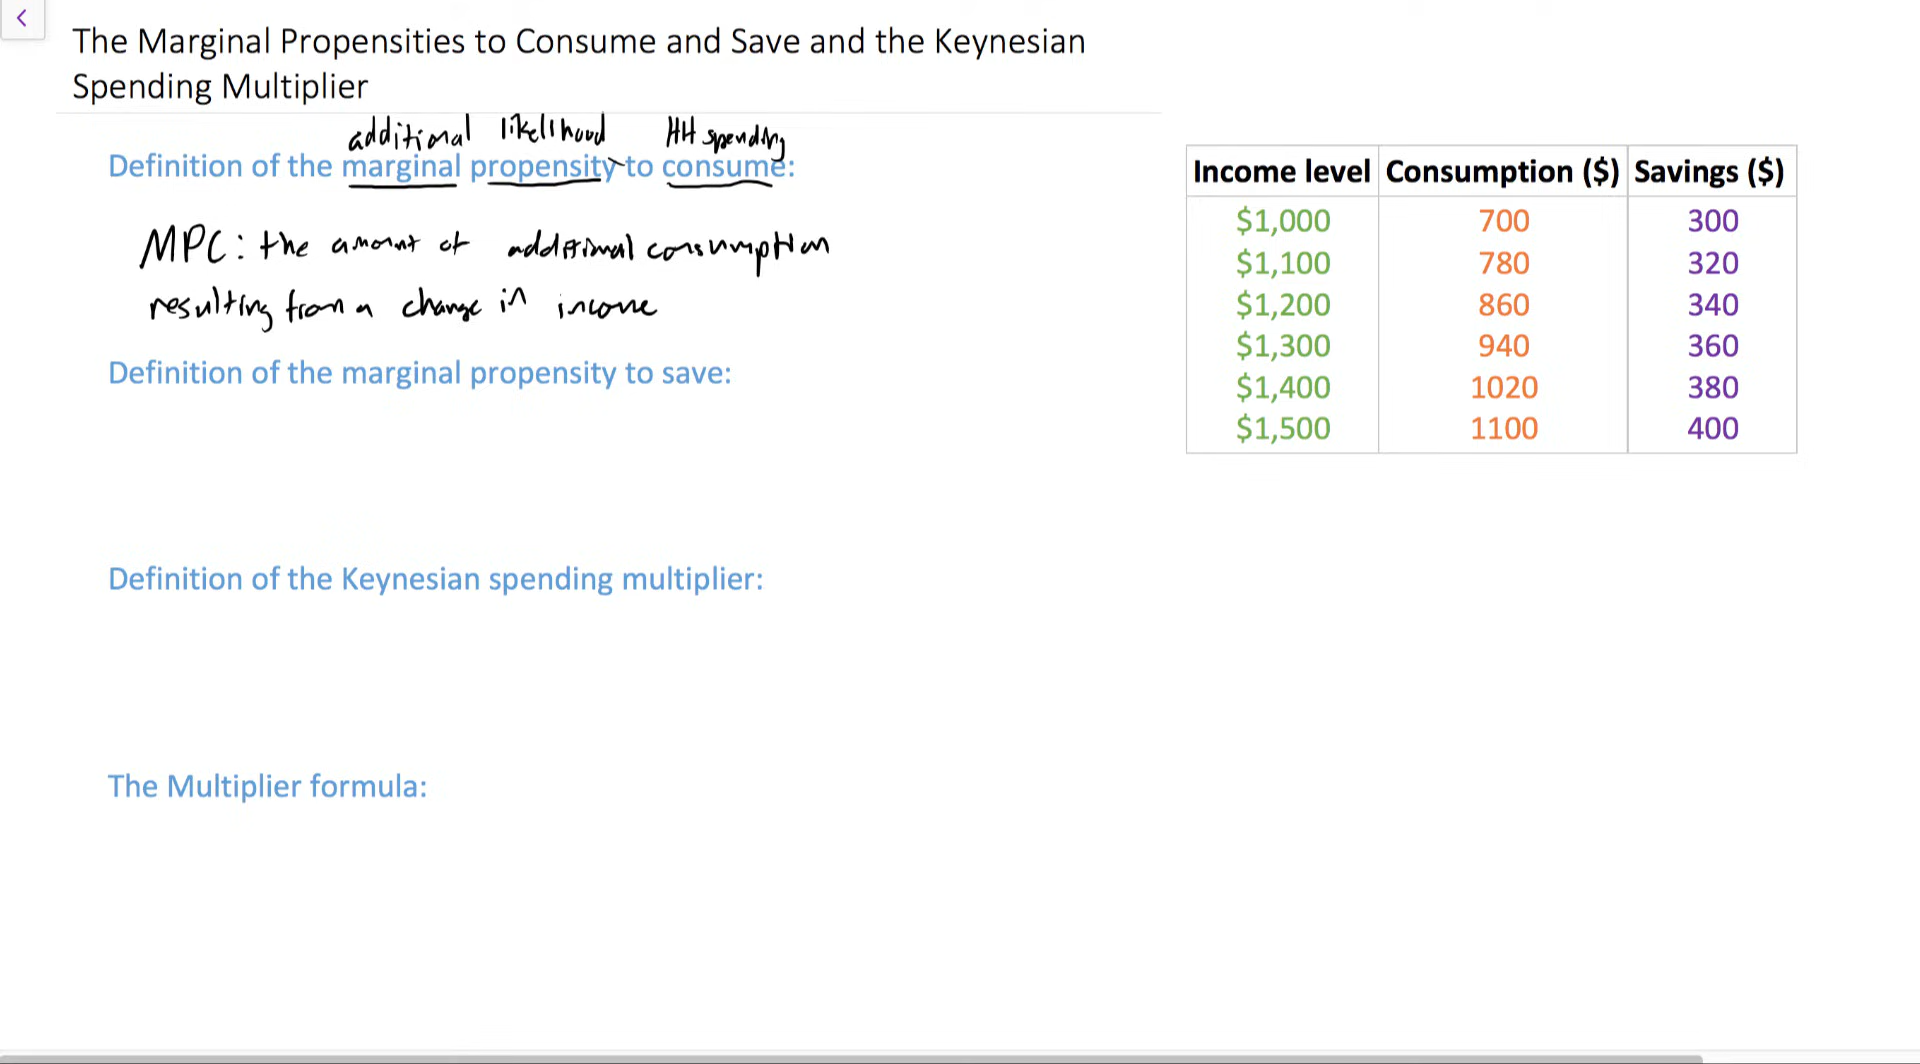 The Marginal Propensities to Consume and Save and the Keynesian
Spending Multiplier
additional likelihood HH spending
Definition of the marginal propensity to consume:
MPC: the amount of additional consumption
resulting from a change in income
Definition of the marginal propensity to save:
Definition of the Keynesian spending multiplier:
The Multiplier formula:
Income level Consumption ($) Savings ($)
$1,000 700 300
$1,100 780 320
$1,200 860 340
$1,300 940 360
$1,400 1020 380
$1,500 1100 400